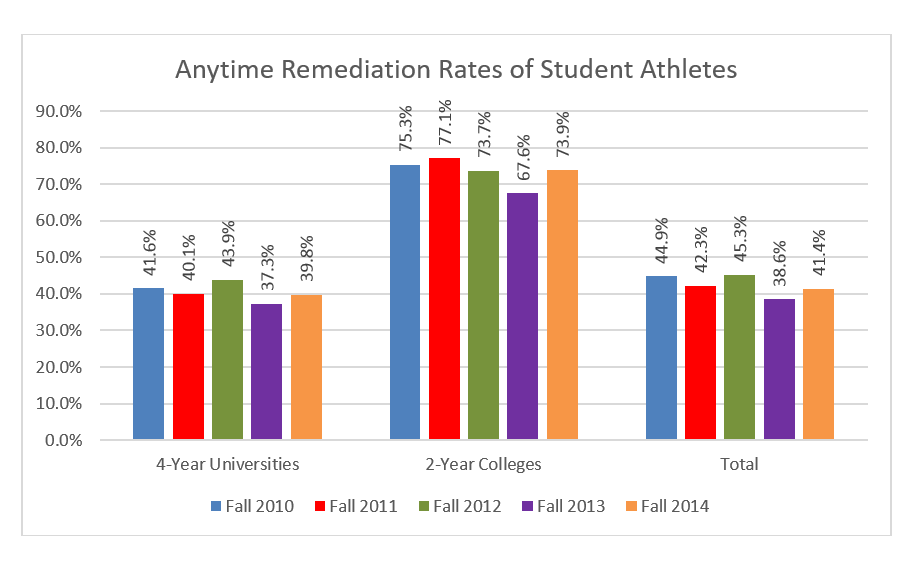 Anytime Remediation Rates of Student Athletes
90.0%
80.0%
70.0%
60.0%
50.0%
40.0%
30.0%
20.0%
10.0%
0.0%
41.6%
40.1%
43.9%
37.3%
39.8%
75.3%
77.1%
73.7%
67.6%
73.9%
44.9%
42.3%
45.3%
38.6%
41.4%
4-Year Universities
2-Year Colleges
Total
Fall 2010
Fall 2011
Fall 2012
Fall 2013
Fall 2014